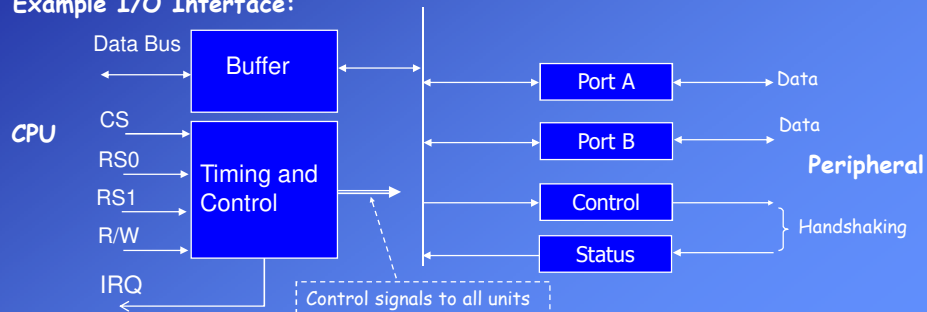 Example I/O Interface:
Data Bus
Buffer
CS
CPU
RS0
RS1
R/W
Timing and
Control
IRQ
Control signals to all units
Port A
Data
Port B
Data
Peripheral
Control
Status
Handshaking